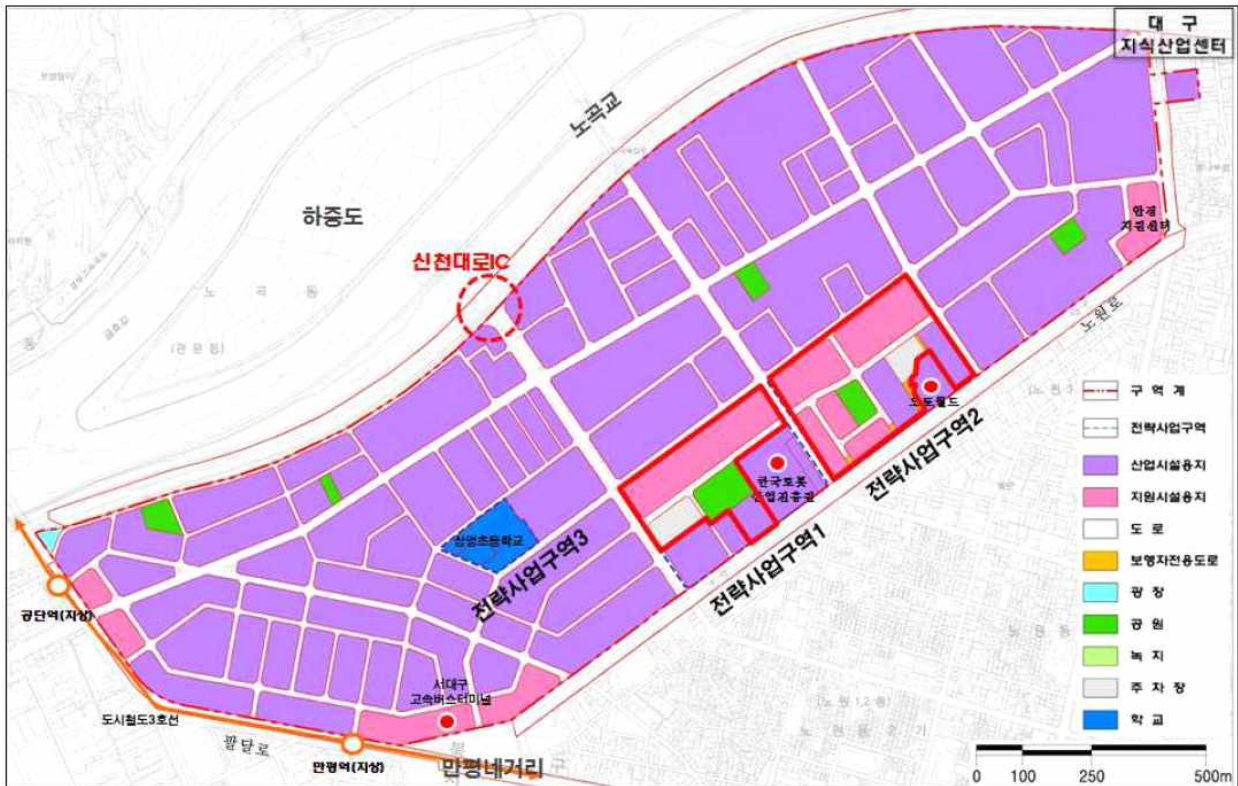 대 구
지식산업센터
노곡교
하중도
신천대로IC
노 곡 동
안경
지원센터
노원로
오토월드
전략사업구역2
한국로봇
산업진흥원
전략사업구역1
삼영초등학교
전략사업구역3
공단역(지상)
서대구
고속버스터미널
도시철도3호선
팔달로
만평역(지상)
만평네거리
구 역 계
전략사업구역
산업시설용지
지원시설용지
도 로
보행자전용도로
광 장
공 원
녹 지
주 차 장
학 교
0 100 250 500m